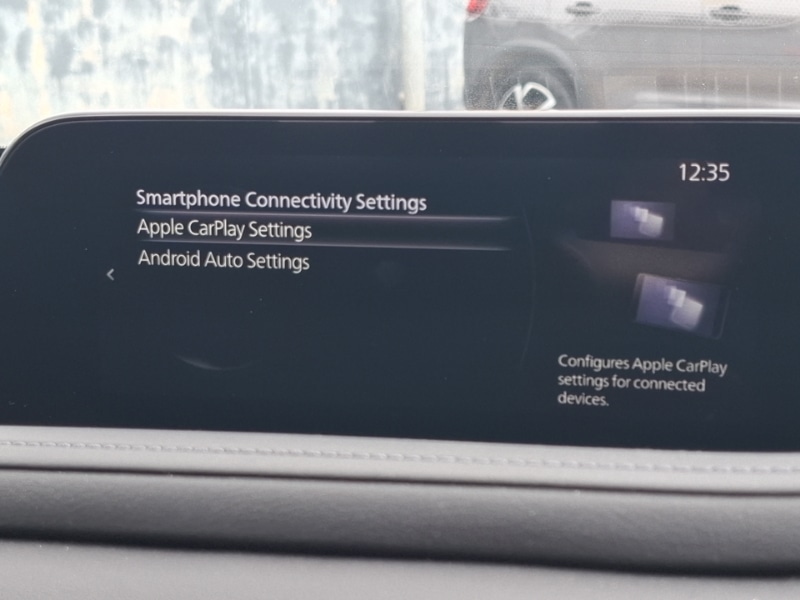 12:35
Smartphone Connectivity Settings
Apple CarPlay Settings
Android Auto Settings
Configures Apple CarPlay
settings for connected
devices.